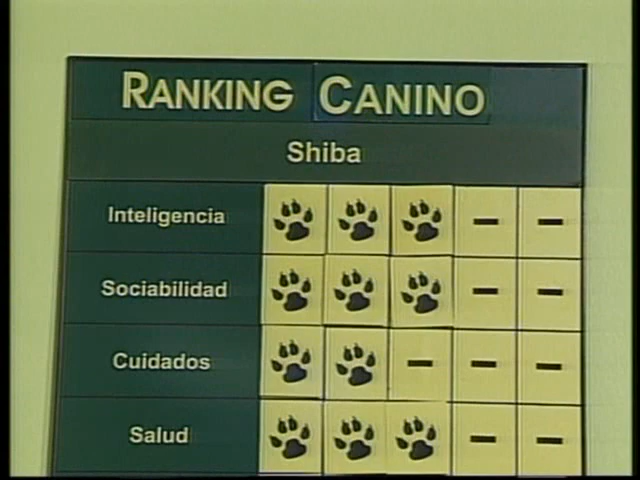 RANKING CANINO
Shiba
Inteligencia
Sociabilidad
Cuidados
Salud